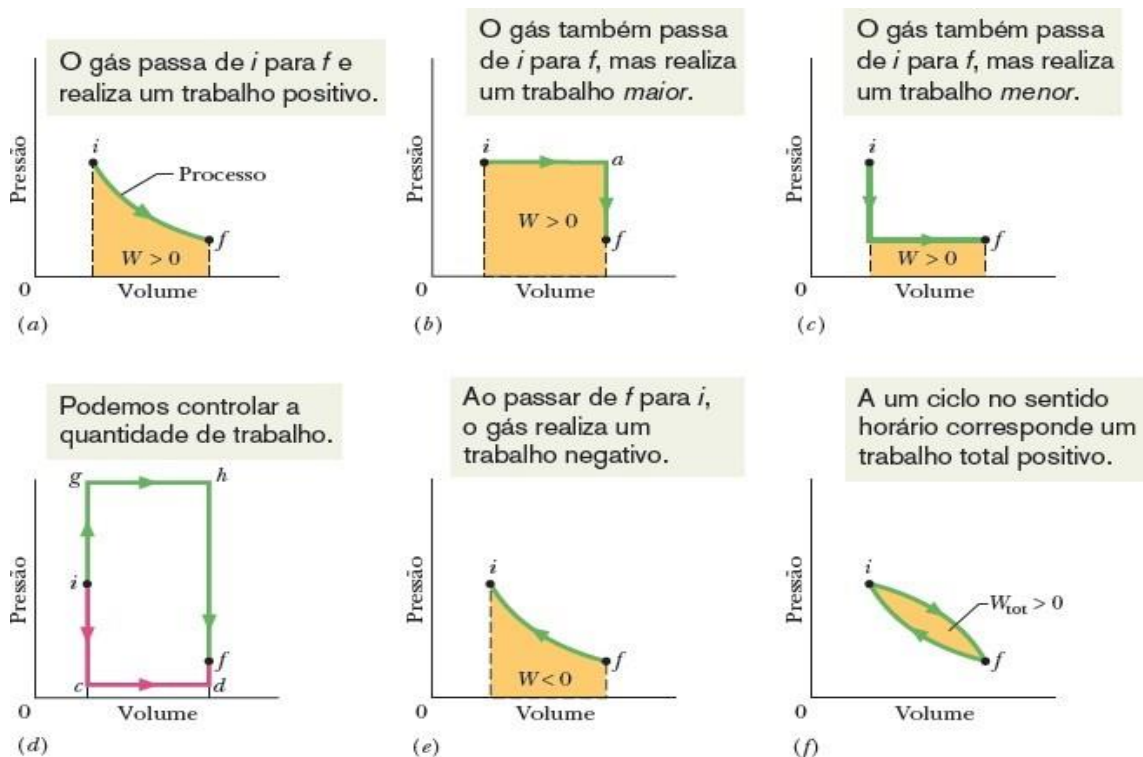 O gás passa de i para f e
realiza um trabalho positivo.
Pressão
i
Processo
f
W > 0
0
Volume
(a)
O gás também passa
de i para f, mas realiza
um trabalho maior.
Pressão
i
a
W > 0
f
0
Volume
(b)
O gás também passa
de i para f, mas realiza
um trabalho menor.
Pressão
i
f
W > 0
0
Volume
(c)
Podemos controlar a
quantidade de trabalho.
Pressão
g
h
i
f
c
d
0
Volume
(d)
Ao passar de f para i,
o gás realiza um
trabalho negativo.
Pressão
i
f
W < 0
0
Volume
(e)
A um ciclo no sentido
horário corresponde um
trabalho total positivo.
Pressão
i
Wtot > 0
f
0
Volume
(f)